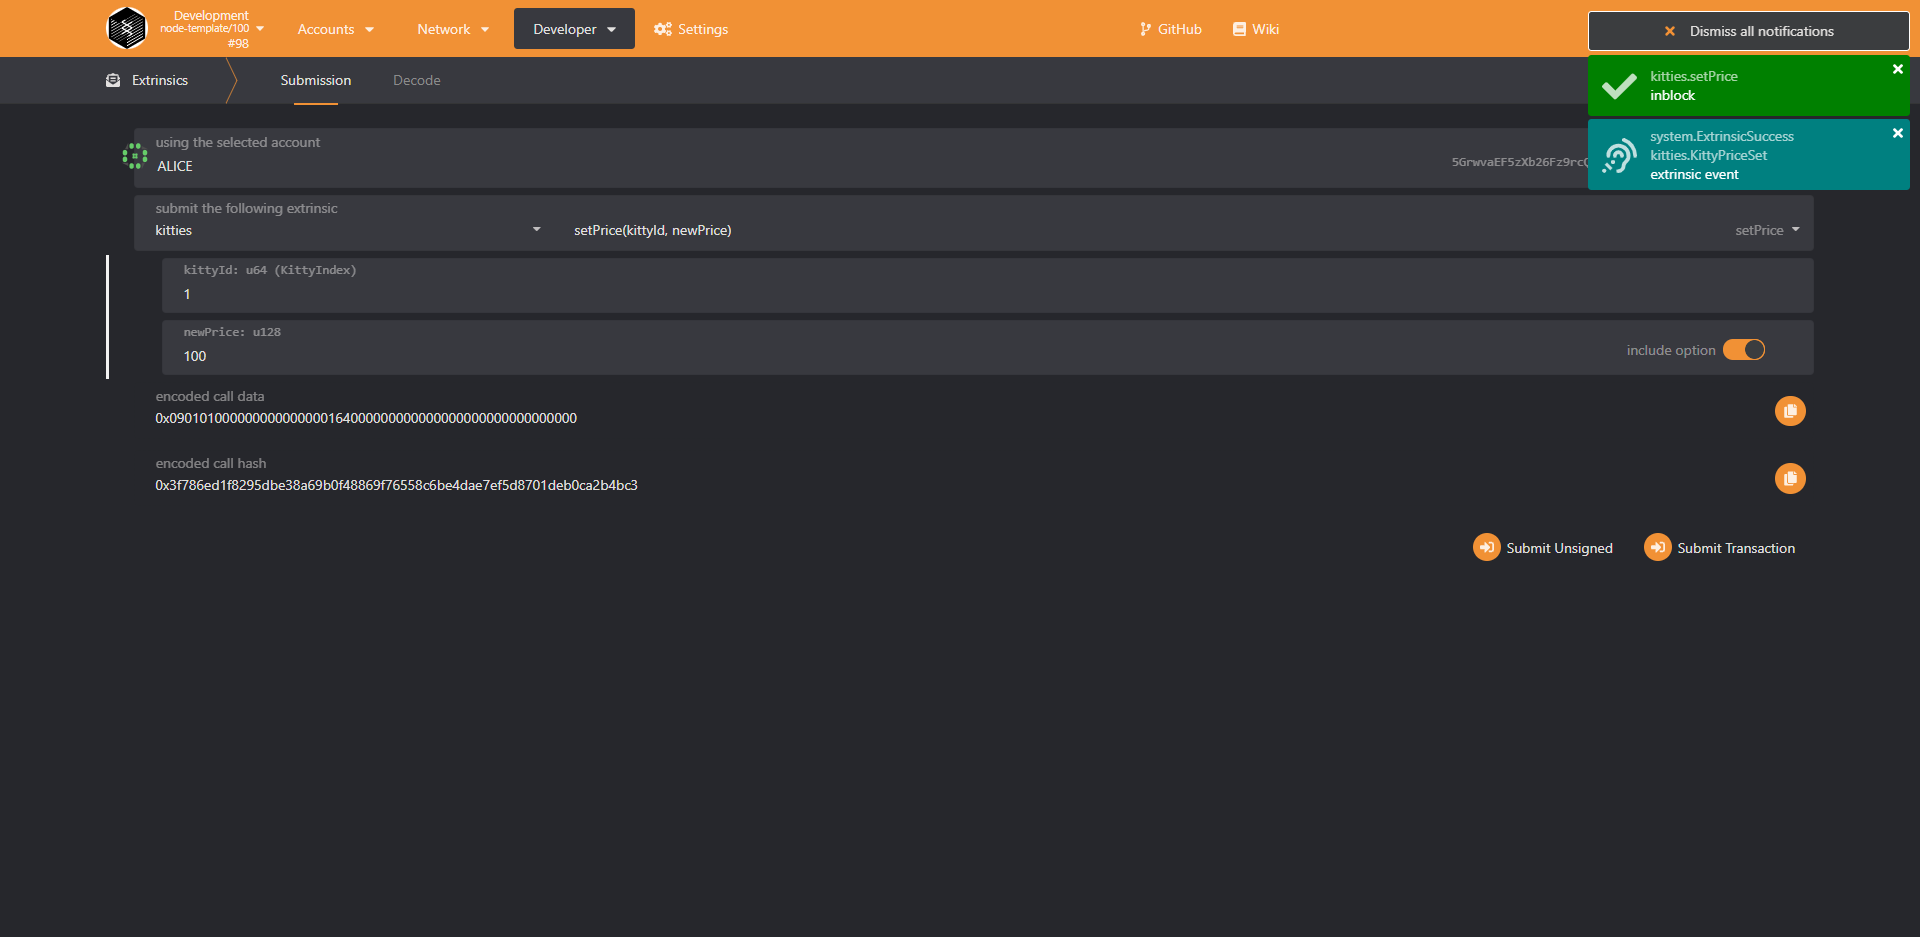 Development
node-template/100
#98
Accounts
Network
Developer
Settings
GitHub
Wiki
Dismiss all notifications
Extrinsics
Submission
Decode
kitties.setPrice
inblock
system.ExtrinsicSuccess
kitties.KittyPriceSet
extrinsic event
using the selected account
ALICE
5GrwvaEF5zXb26Fz9rcQ
submit the following extrinsic
kitties
setPrice(kittyId, newPrice)
setPrice
kittyId: u64 (KittyIndex)
1
newPrice: u128
100
include option
encoded call data
0x0901010000000000000001640000000000000000000000000000000
encoded call hash
0x3f786ed1f8295dbe38a69b0f48869f76558c6be4dae7ef5d8701deb0ca2b4bc3
Submit Unsigned
Submit Transaction